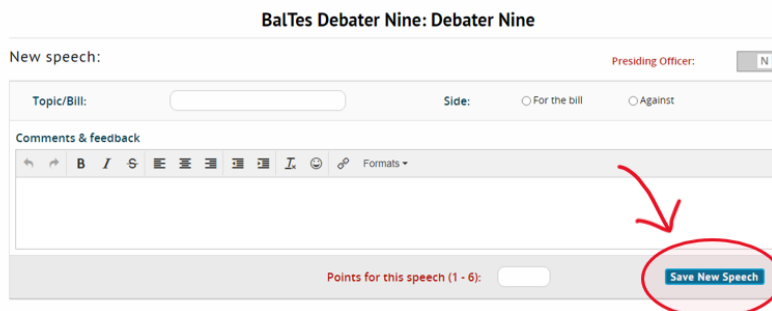 BalTes Debater Nine: Debater Nine
New speech: Presiding Officer: N
Topic/Bill: Side: For the bill Against
Comments & feedback
B I S Formats
Points for this speech (1 - 6): Save New Speech